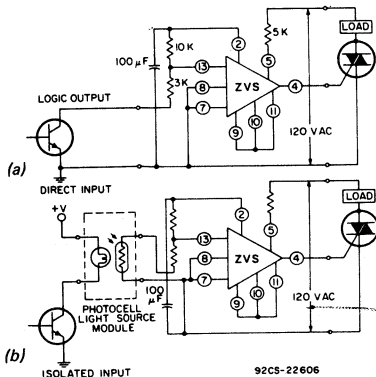 LOAD
5 K
10 K
100 μF
2
5
13
3K
8
ZVS
4
LOGIC OUTPUT
7
11
9
10
120 VAC
(a)
DIRECT INPUT
LOAD
+V
2
5
13
8
ZVS
4
7
100 μF
11
9
10
120 VAC
PHOTOCELL
LIGHT SOURCE
MODULE
(b)
ISOLATED INPUT
92CS-22606